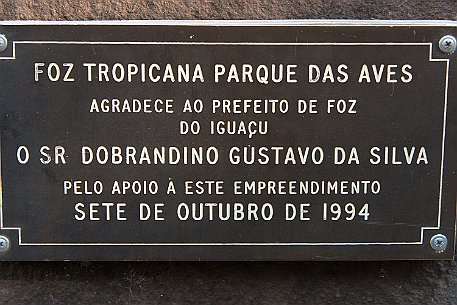 FOZ TROPICANA PARQUE DAS AVES
AGRADECE AO PREFEITO DE FOZ
DO IGUAÇU
O SR DOBRANDINO GUSTAVO DA SILVA
PELO APOIO À ESTE EMPREENDIMENTO
SETE DE OUTUBRO DE 1994